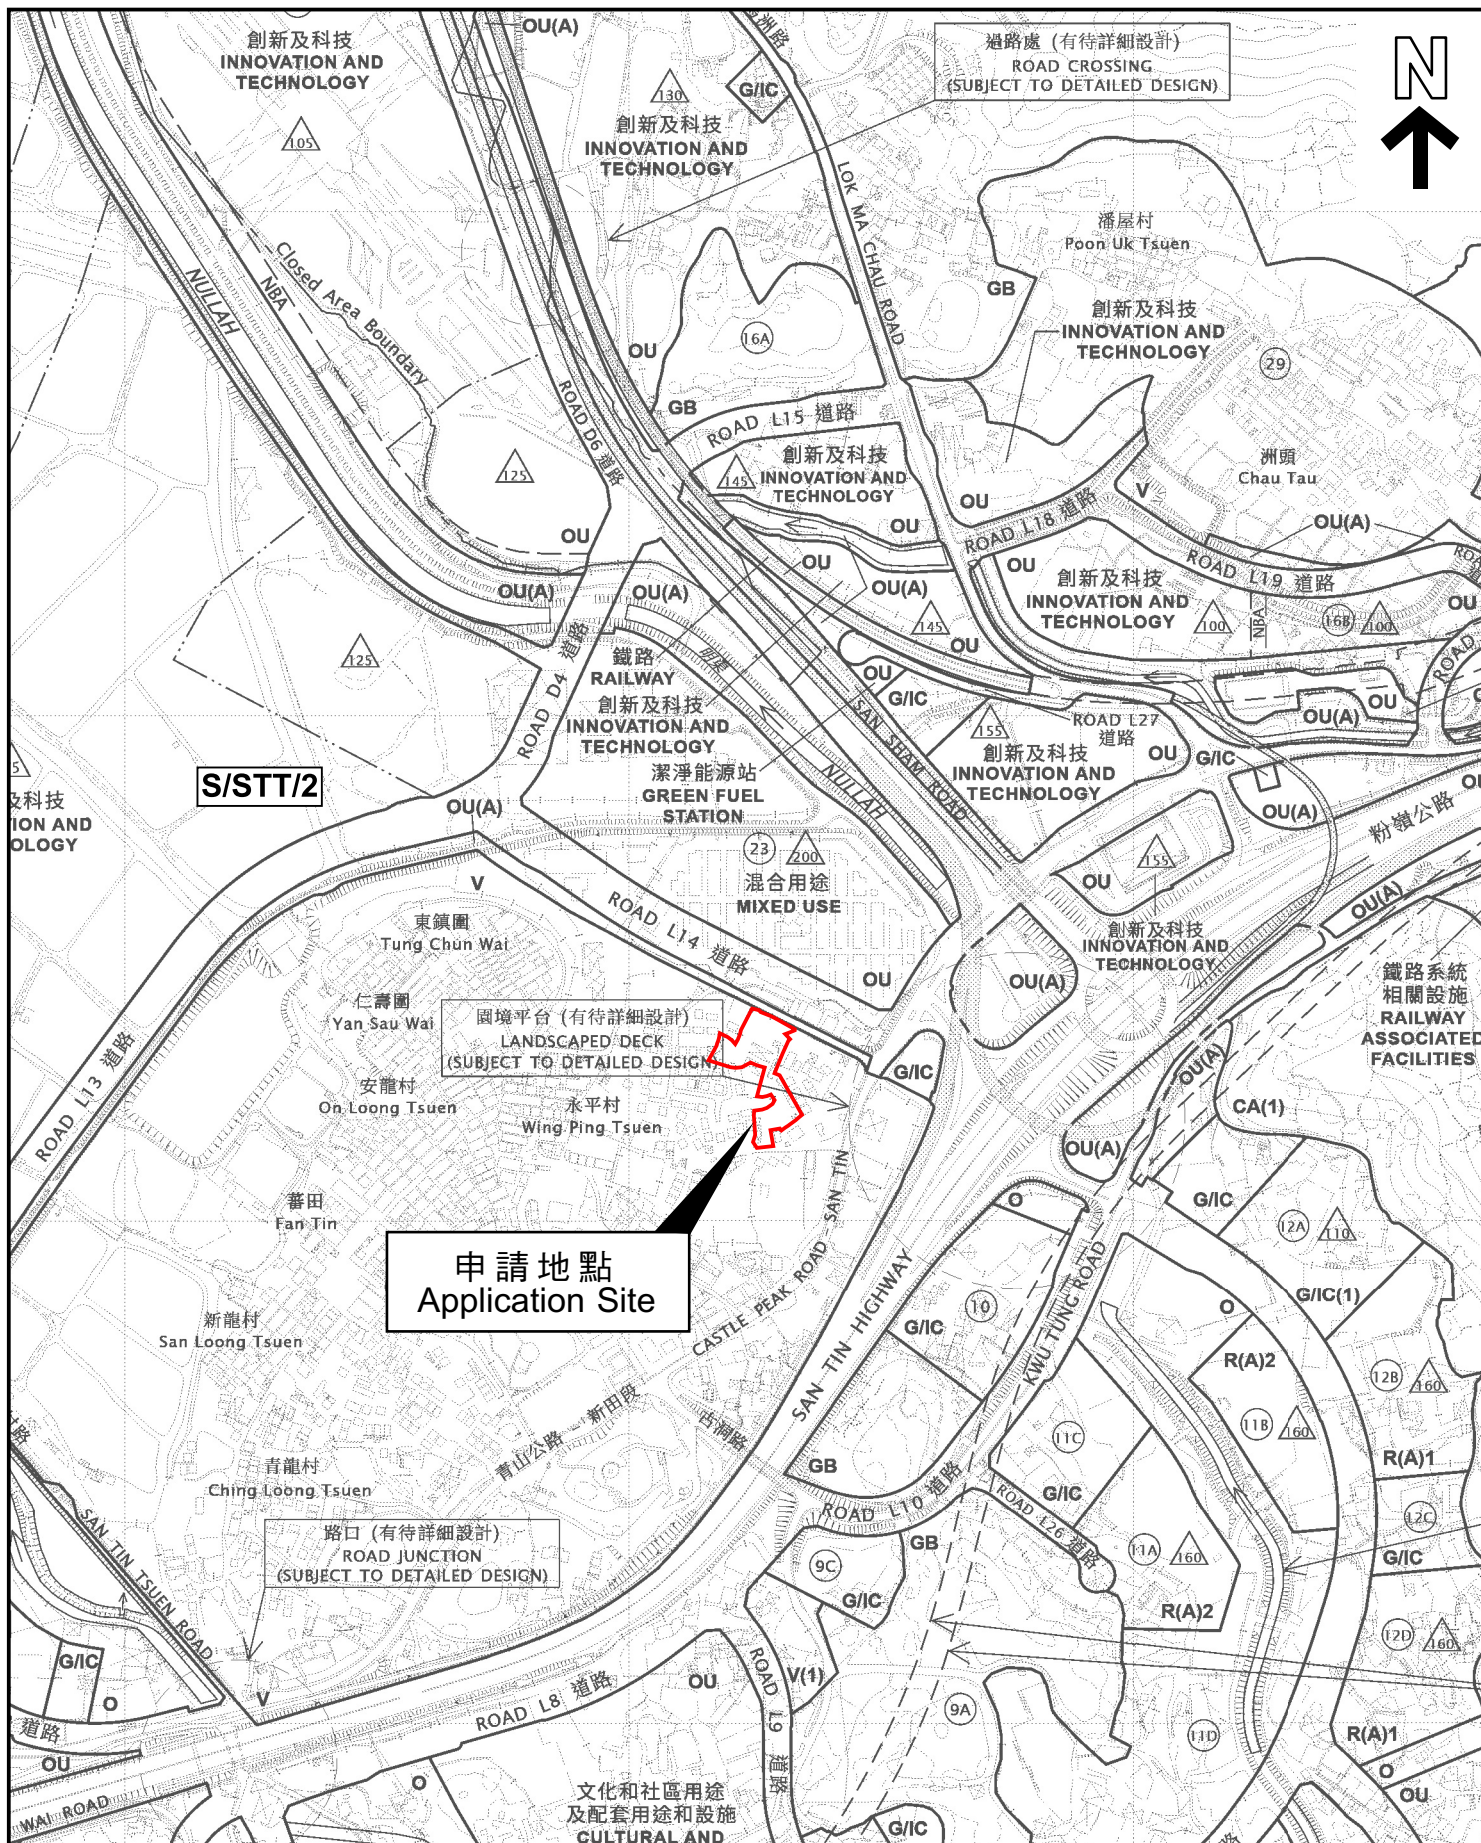 OU(A)
創新及科技
INNOVATION AND
TECHNOLOGY
105
130
G/IC
創新及科技
INNOVATION AND
TECHNOLOGY
過路處 (有待詳細設計)
ROAD CROSSING
(SUBJECT TO DETAILED DESIGN)
N
LOK MA CHAU ROAD
潘屋村
Poon Uk Tsuen
GB
創新及科技
INNOVATION AND
TECHNOLOGY
29
NULLAH
NBA
Closed Area Boundary
OU
16A
GB
ROAD L15 道路
ROAD D6 道路
125
145
創新及科技
INNOVATION AND
TECHNOLOGY
洲頭
Chau Tau
V
OU
OU
OU
ROAD L18 道路
OU(A)
ROAD L19 道路
OU(A)
OU(A)
OU
OU(A)
OU
創新及科技
INNOVATION AND
TECHNOLOGY
100
NBA
16B
100
OU
ROAD
125
145
OU
明渠
鐵路
RAILWAY
OU
G/IC
創新及科技
INNOVATION AND
TECHNOLOGY
ROAD D4 道路
SAN SHAM ROAD
155
ROAD L27
道路
創新及科技
INNOVATION AND
TECHNOLOGY
OU
G/IC
OU(A)
OU
OU(A)
S/STT/2
及科技
ION AND
OLOGY
OU(A)
潔淨能源站
GREEN FUEL
STATION
NULLAH
粉嶺公路
23
200
混合用途
MIXED USE
155
OU
V
東鎮圍
Tung Chun Wai
ROAD L14 道路
OU(A)
創新及科技
INNOVATION AND
TECHNOLOGY
鐵路系統
相關設施
RAILWAY
ASSOCIATED
FACILITIES
OU
OU(A)
仁壽圍
Yan Sau Wai
園境平台 (有待詳細設計)
LANDSCAPED DECK
(SUBJECT TO DETAILED DESIGN)
ROAD L13 道路
安龍村
On Loong Tsuen
永平村
Wing Ping Tsuen
G/IC
OU(A)
CA(1)
OU(A)
蕃田
Fan Tin
O
G/IC
12A
110
申請地點
Application Site
CASTLE PEAK ROAD - SAN TIN
SAN TIN HIGHWAY
KWU TUNG ROAD
G/IC(1)
新龍村
San Loong Tsuen
10
G/IC
O
R(A)2
12B
160
青山公路 - 新田段
古洞路
11C
11B
160
青龍村
Ching Loong Tsuen
GB
R(A)1
ROAD L10 道路
G/IC
ROAD L26 道路
12C
G/IC
路口 (有待詳細設計)
ROAD JUNCTION
(SUBJECT TO DETAILED DESIGN)
SAN TIN TSUEN ROAD
9C
GB
11A
160
G/IC
R(A)2
12D
160
G/IC
O
V
OU
V(1)
ROAD L8 道路
ROAD L9 道路
9A
11D
R(A)1
道路
OU
WAI ROAD
O
O
OU
文化和社區用途
及配套用途和設施
CULTURAL AND
G/IC